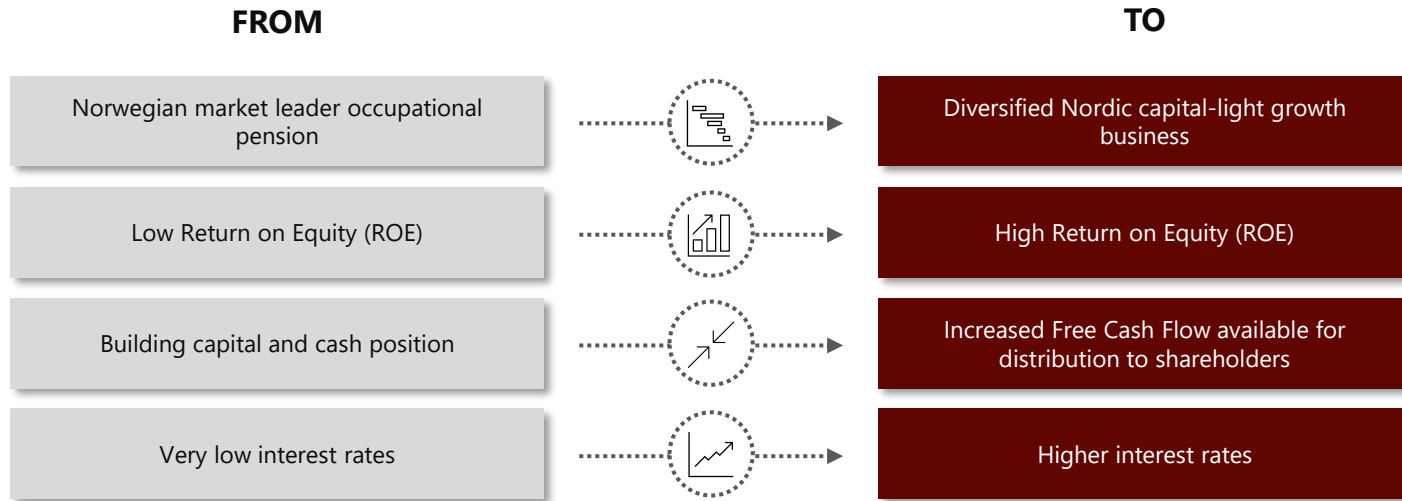 FROM
TO
Norwegian market leader occupational
pension
Diversified Nordic capital-light growth
business
Low Return on Equity (ROE)
High Return on Equity (ROE)
Building capital and cash position
Increased Free Cash Flow available for
distribution to shareholders
Very low interest rates
Higher interest rates